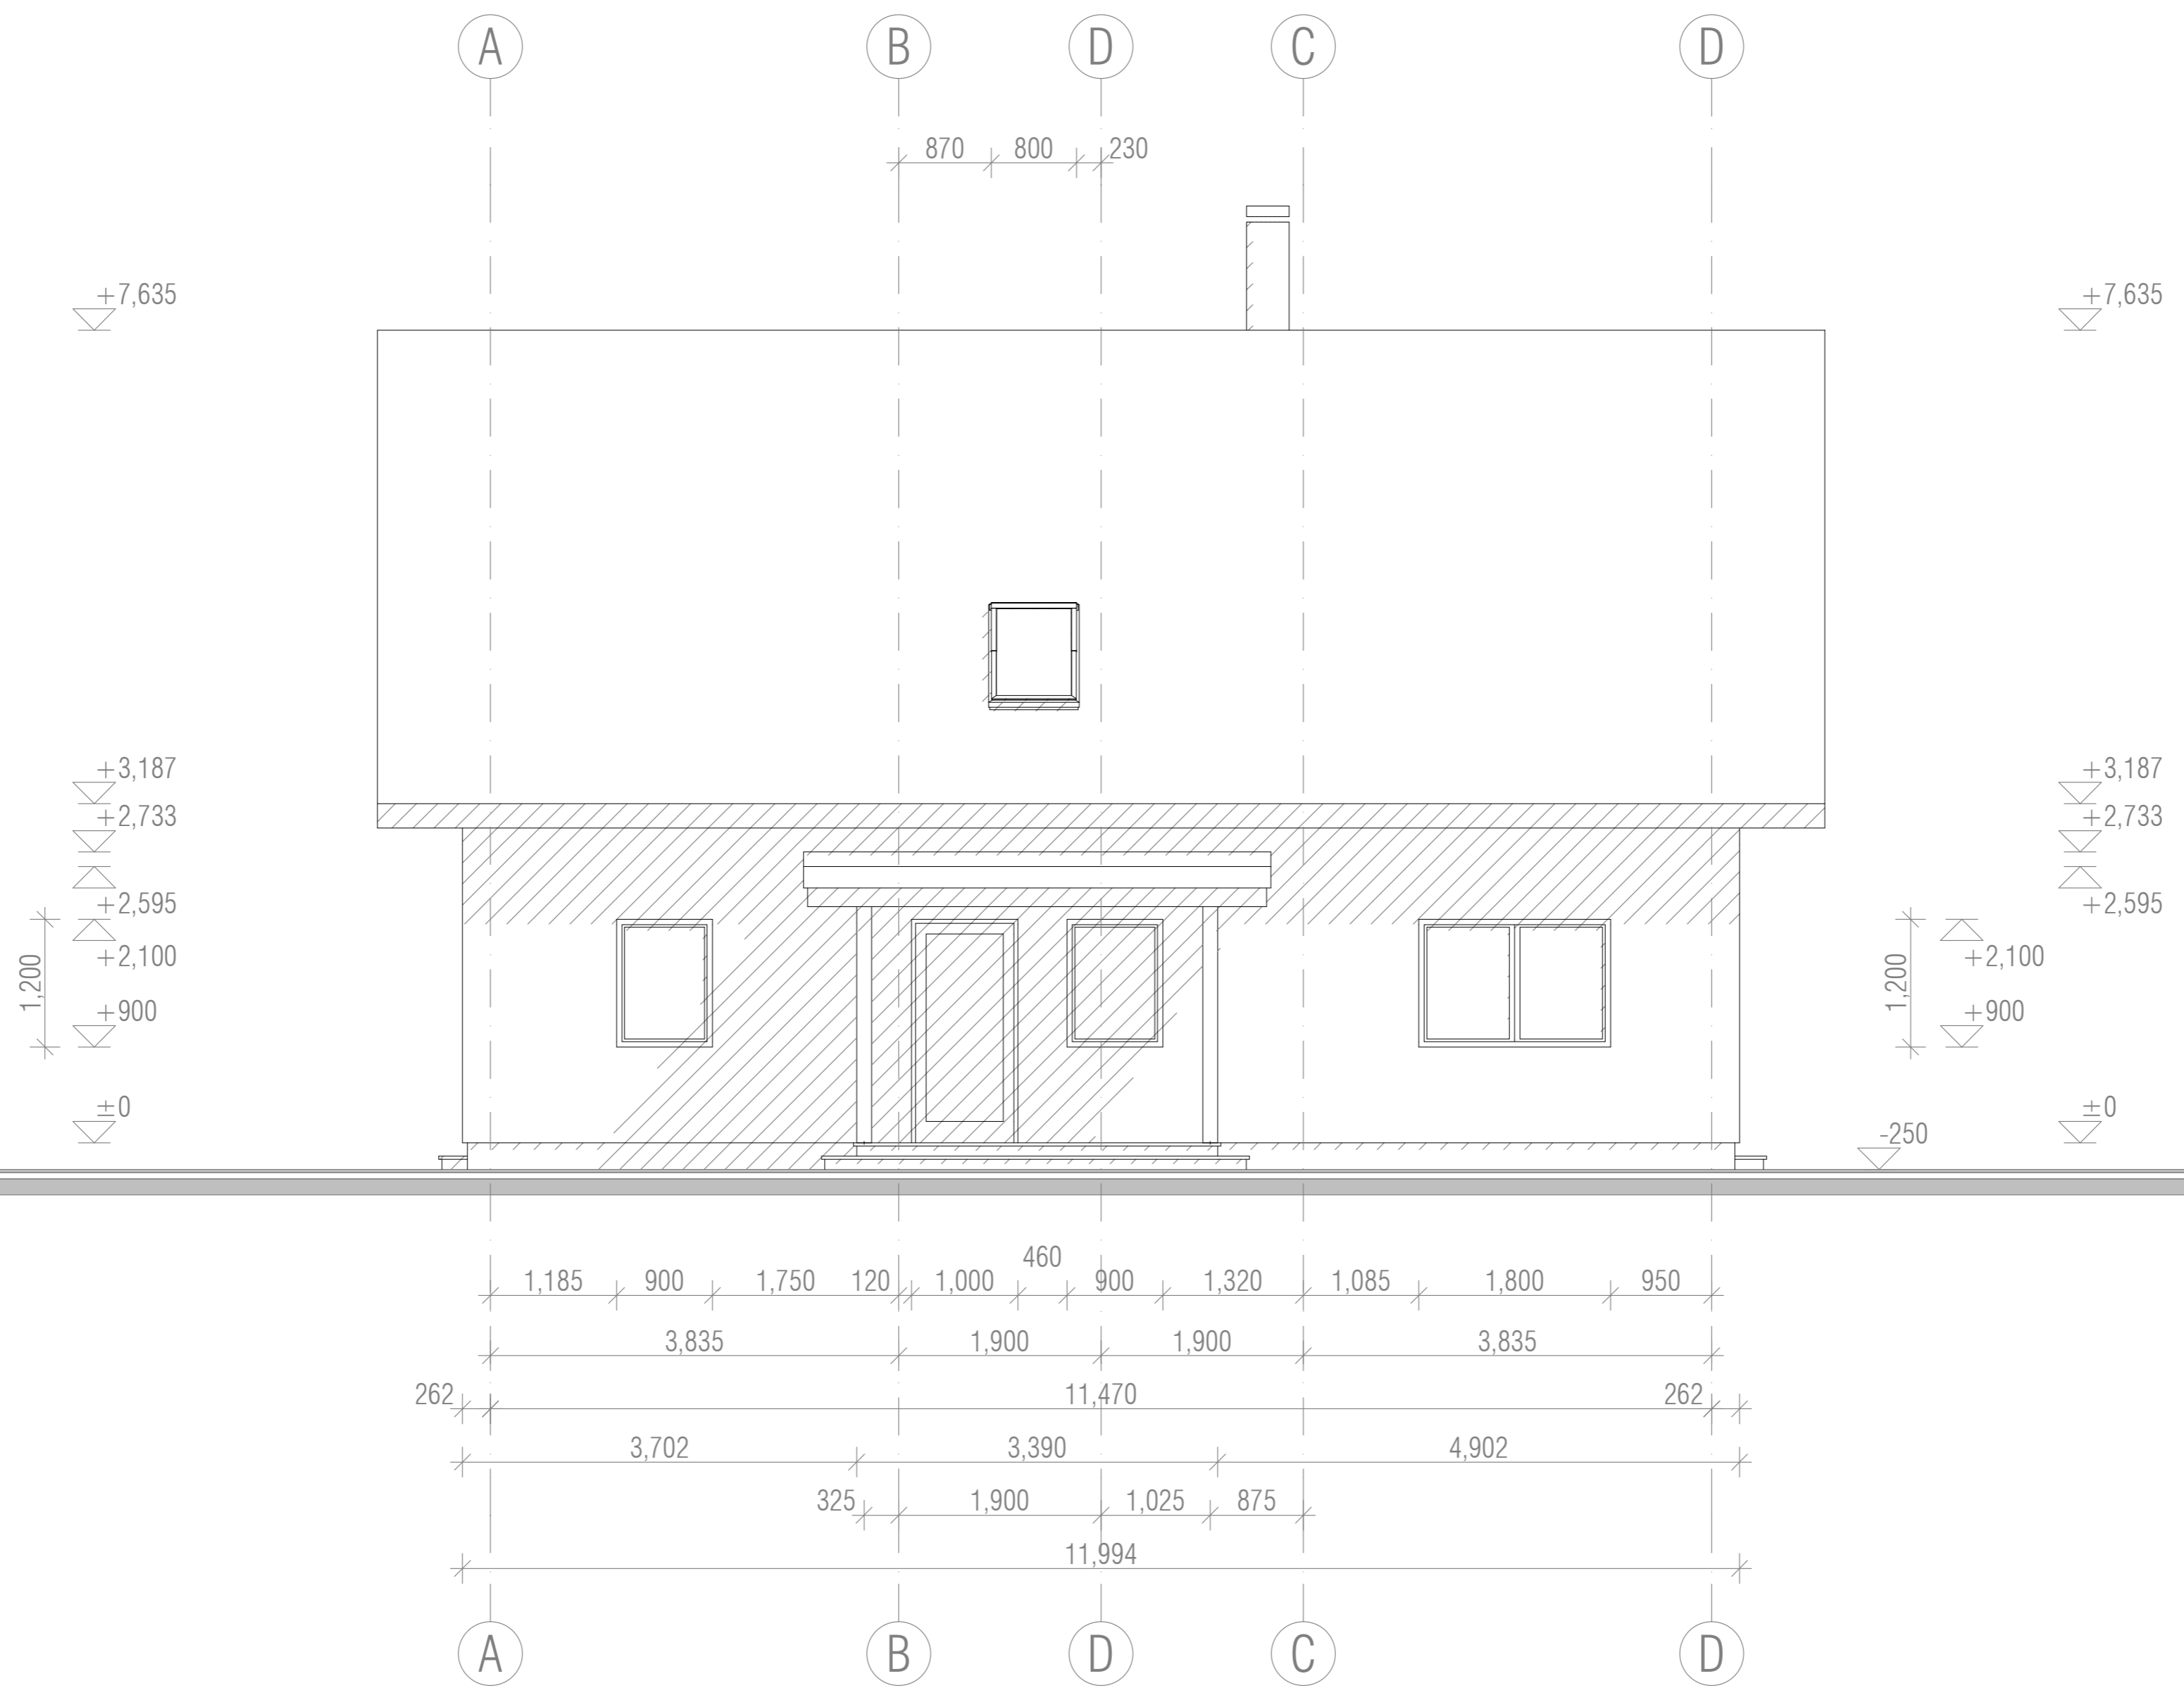 A B D C D
870 800 230
+7,635 +7,635
+3,187 +3,187
+2,733 +2,733
+2,595 +2,595
+2,100 +2,100
1,200 1,200
+900 +900
±0 ±0
-250
460
1,185 900 1,750 120 1,000 900 1,320 1,085 1,800 950
3,835 1,900 1,900 3,835
262 11,470 262
3,702 3,390 4,902
325 1,900 1,025 875
11,994
A B D C D